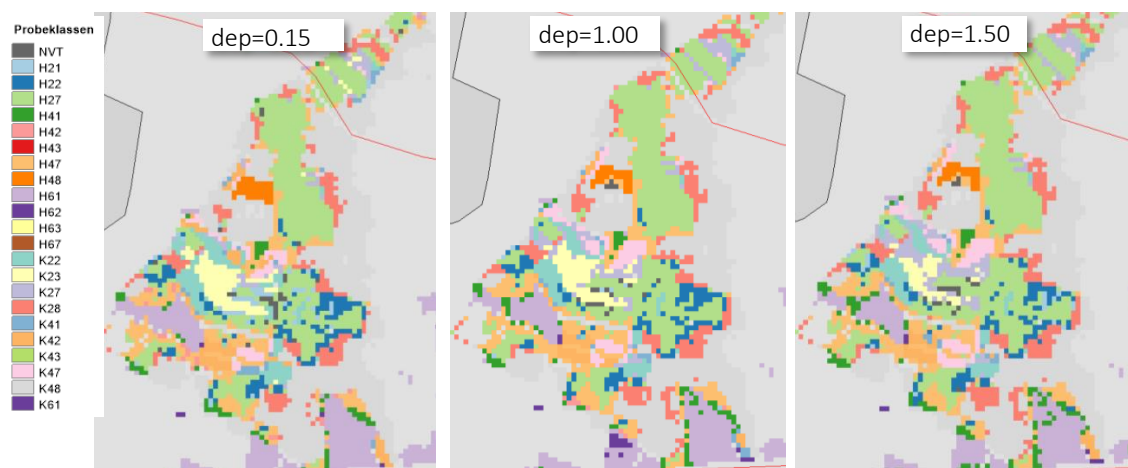 Probeklassen
NVT
H21
H22
H27
H41
H42
H43
H47
H48
H61
H62
H63
H67
K22
K23
K27
K28
K41
K42
K43
K47
K48
K61
dep=0.15
dep=1.00
dep=1.50